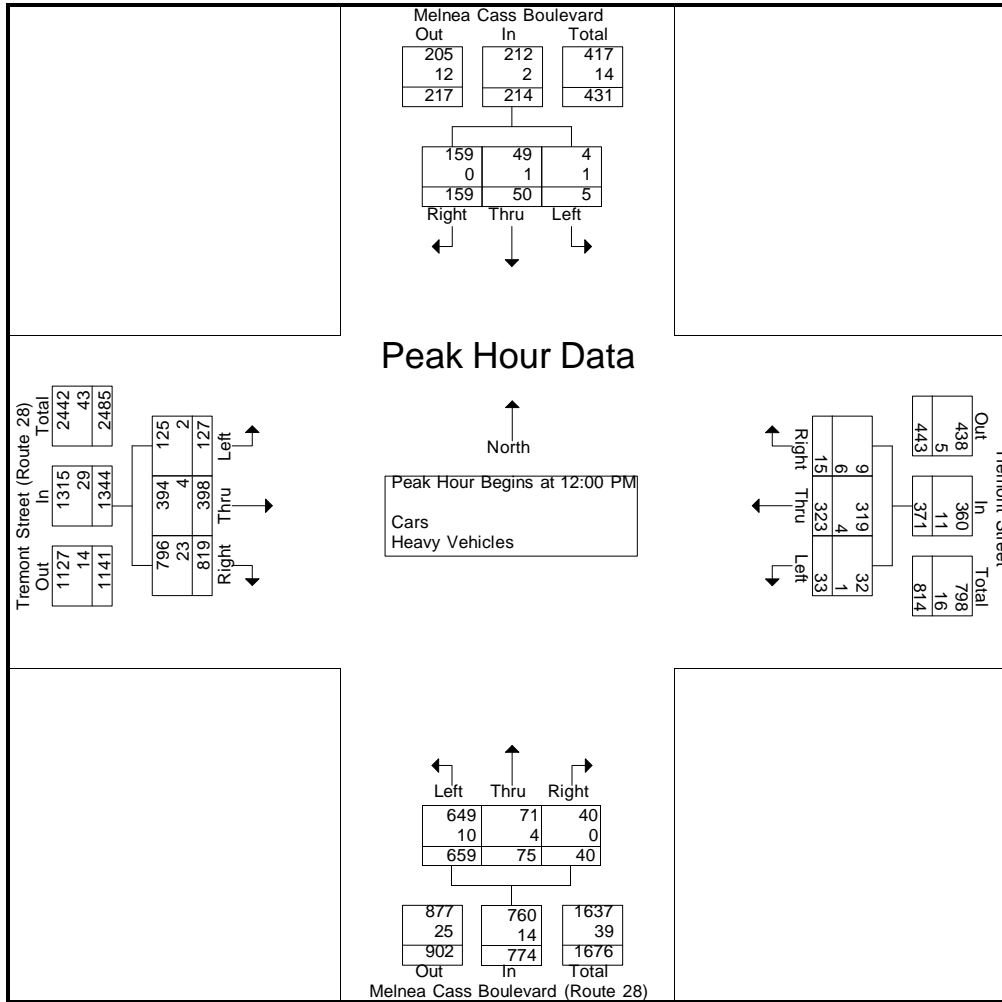 Melnea Cass Boulevard
Out In Total
205 212 417
12 2 14
217 214 431
159 49 4
0 1 1
159 50 5
Right Thru Left
Peak Hour Data
North
Peak Hour Begins at 12:00 PM
Cars
Heavy Vehicles
Tremont Street (Route 28)
Out In Total
1127 1315 2442
14 29 43
1141 1344 2485
796 394 125
23 4 2
819 398 127
Right Thru Left
Street
Out In Total
438 360 798
5 11 16
443 371 814
9 319 32
6 4 1
15 323 33
Right Thru Left
Left Thru Right
649 71 40
10 4 0
659 75 40
877 760 1637
25 14 39
902 774 1676
Out In Total
Melnea Cass Boulevard (Route 28)